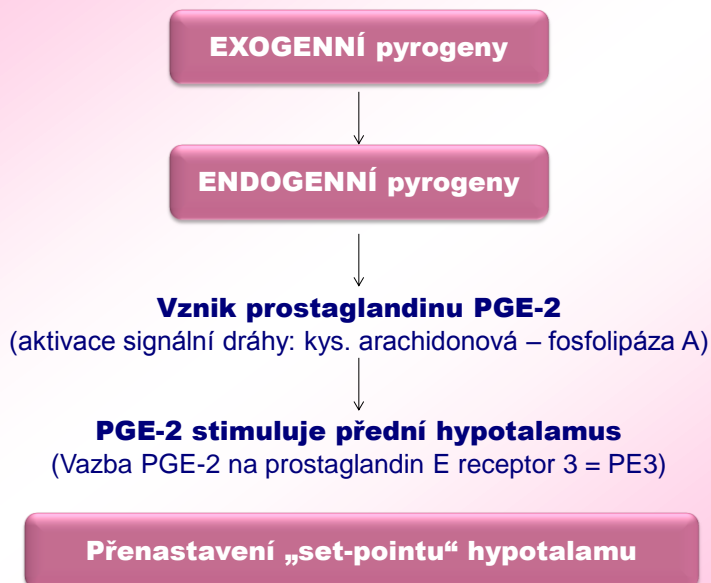 EXOGENNÍ pyrogeny
ENDOGENNÍ pyrogeny
Vznik prostaglandinu PGE-2
(aktivace signální dráhy: kys. arachidonová – fosfolipáza A)
PGE-2 stimuluje přední hypotalamus
(Vazba PGE-2 na prostaglandin E receptor 3 = PE3)
Přenastavení „set-pointu“ hypotalamu